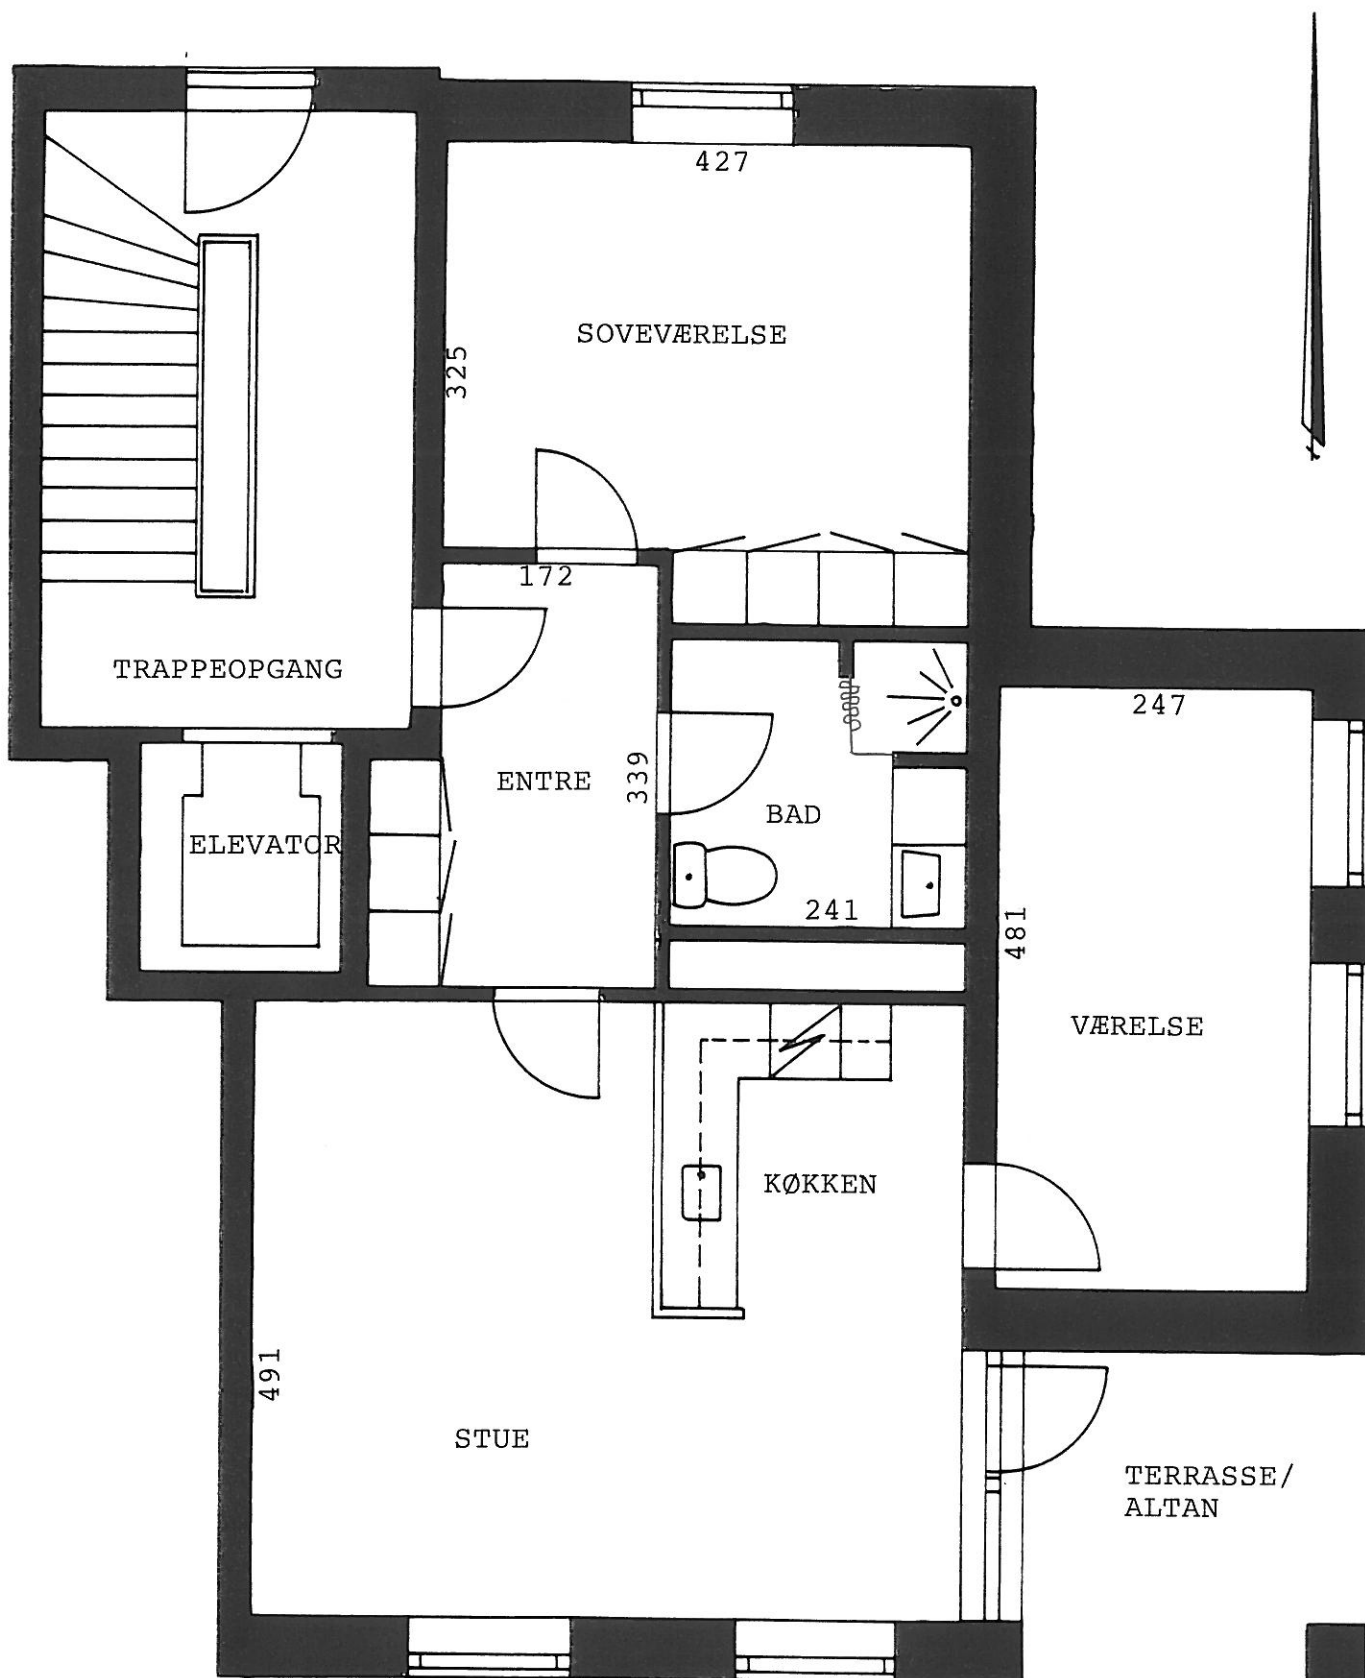 427
SOVEVÆRELSE
325
172
TRAPPEOPGANG
247
ENTRE
339
BAD
ELEVATOR
241
481
VÆRELSE
KØKKEN
491
STUE
TERRASSE/
ALTAN